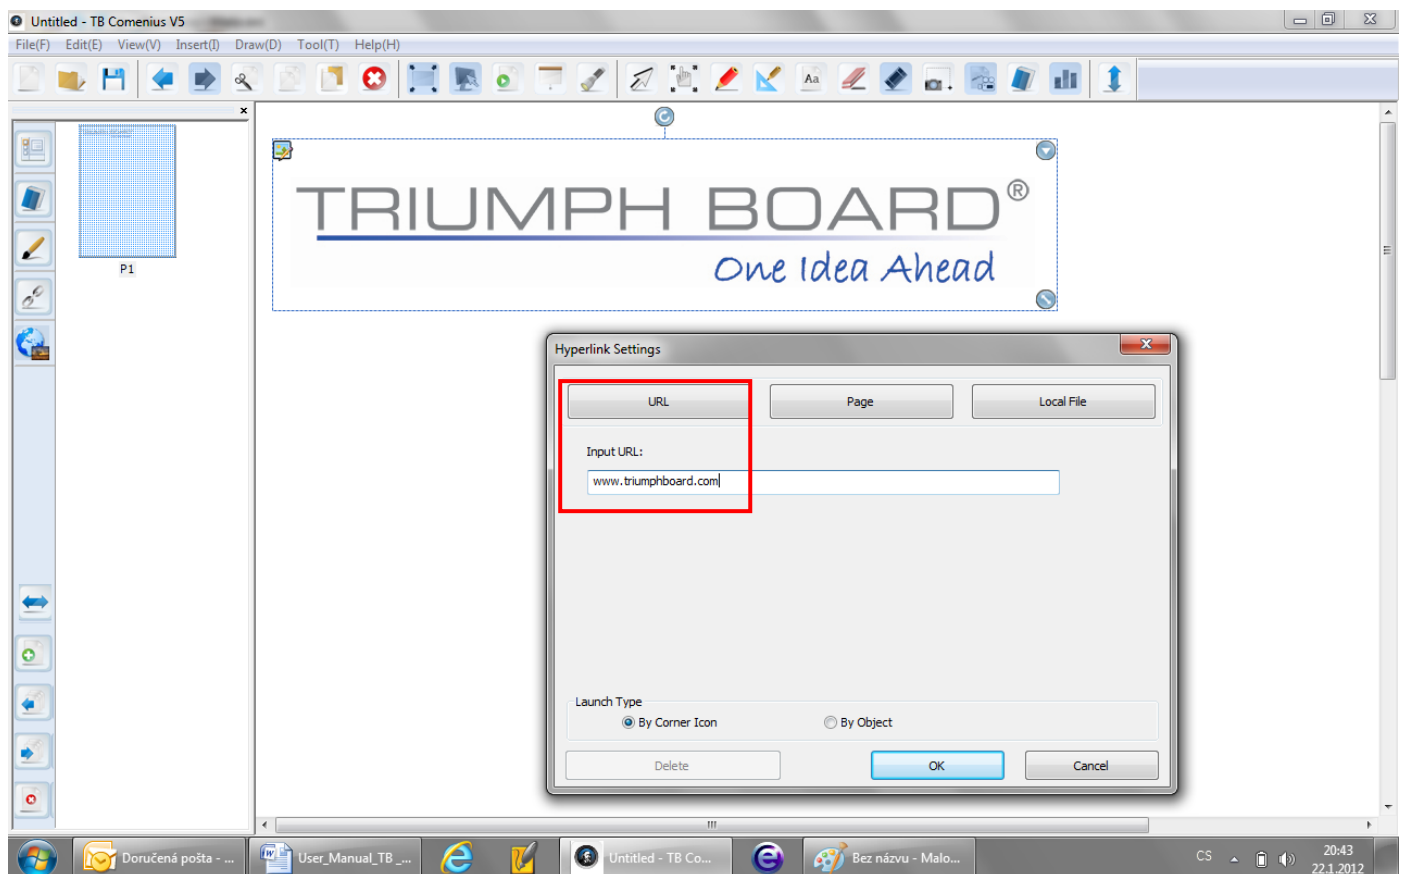 Untitled - TB Comenius V5
File(F) Edit(E) View(V) Insert(I) Draw(D) Tool(T) Help(H)
Aa
P1
TRIUMPH BOARD®
One Idea Ahead
Hyperlink Settings
URL Page Local File
Input URL:
www.triumphboard.com
Launch Type
By Corner Icon By Object
Delete OK Cancel
Doručená pošta - ... User_Manual_TB_... Untitled - TB Co... Bez názvu - Malo... CS 20:43
22.1.2012